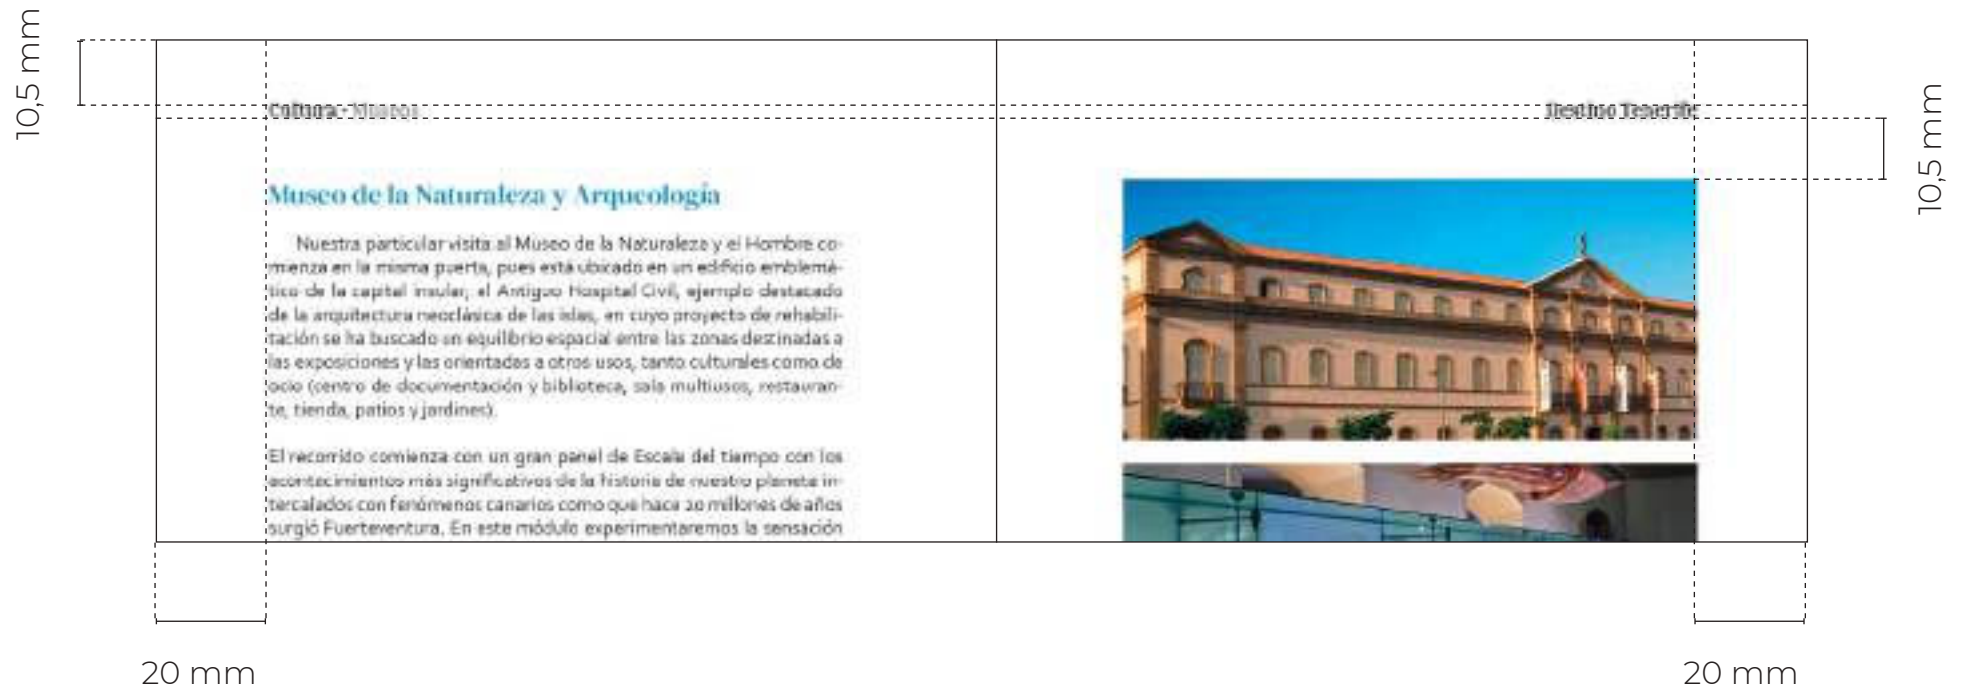 10,5 mm
Cultura · Museos
Destino Tenerife
10,5 mm
Museo de la Naturaleza y Arqueología
Nuestra particular visita al Museo de la Naturaleza y el Hombre co-
mienza en la misma puerta, pues está ubicado en un edificio emblemá-
tico de la capital insular, el Antiguo Hospital Civil, ejemplo destacado
de la arquitectura neoclásica de las islas, en cuyo proyecto de rehabili-
tación se ha buscado un equilibrio espacial entre las zonas destinadas a
las exposiciones y las orientadas a otros usos, tanto culturales como de
ocio (centro de documentación y biblioteca, sala multiusos, restauran-
te, tienda, patios y jardines).
El recorrido comienza con un gran panel de Escala del tiempo con los
acontecimientos más significativos de la historia de nuestro planeta in-
tercalados con fenómenos canarios como que hace 20 millones de años
surgió Fuerteventura. En este módulo experimentaremos la sensación
20 mm
20 mm